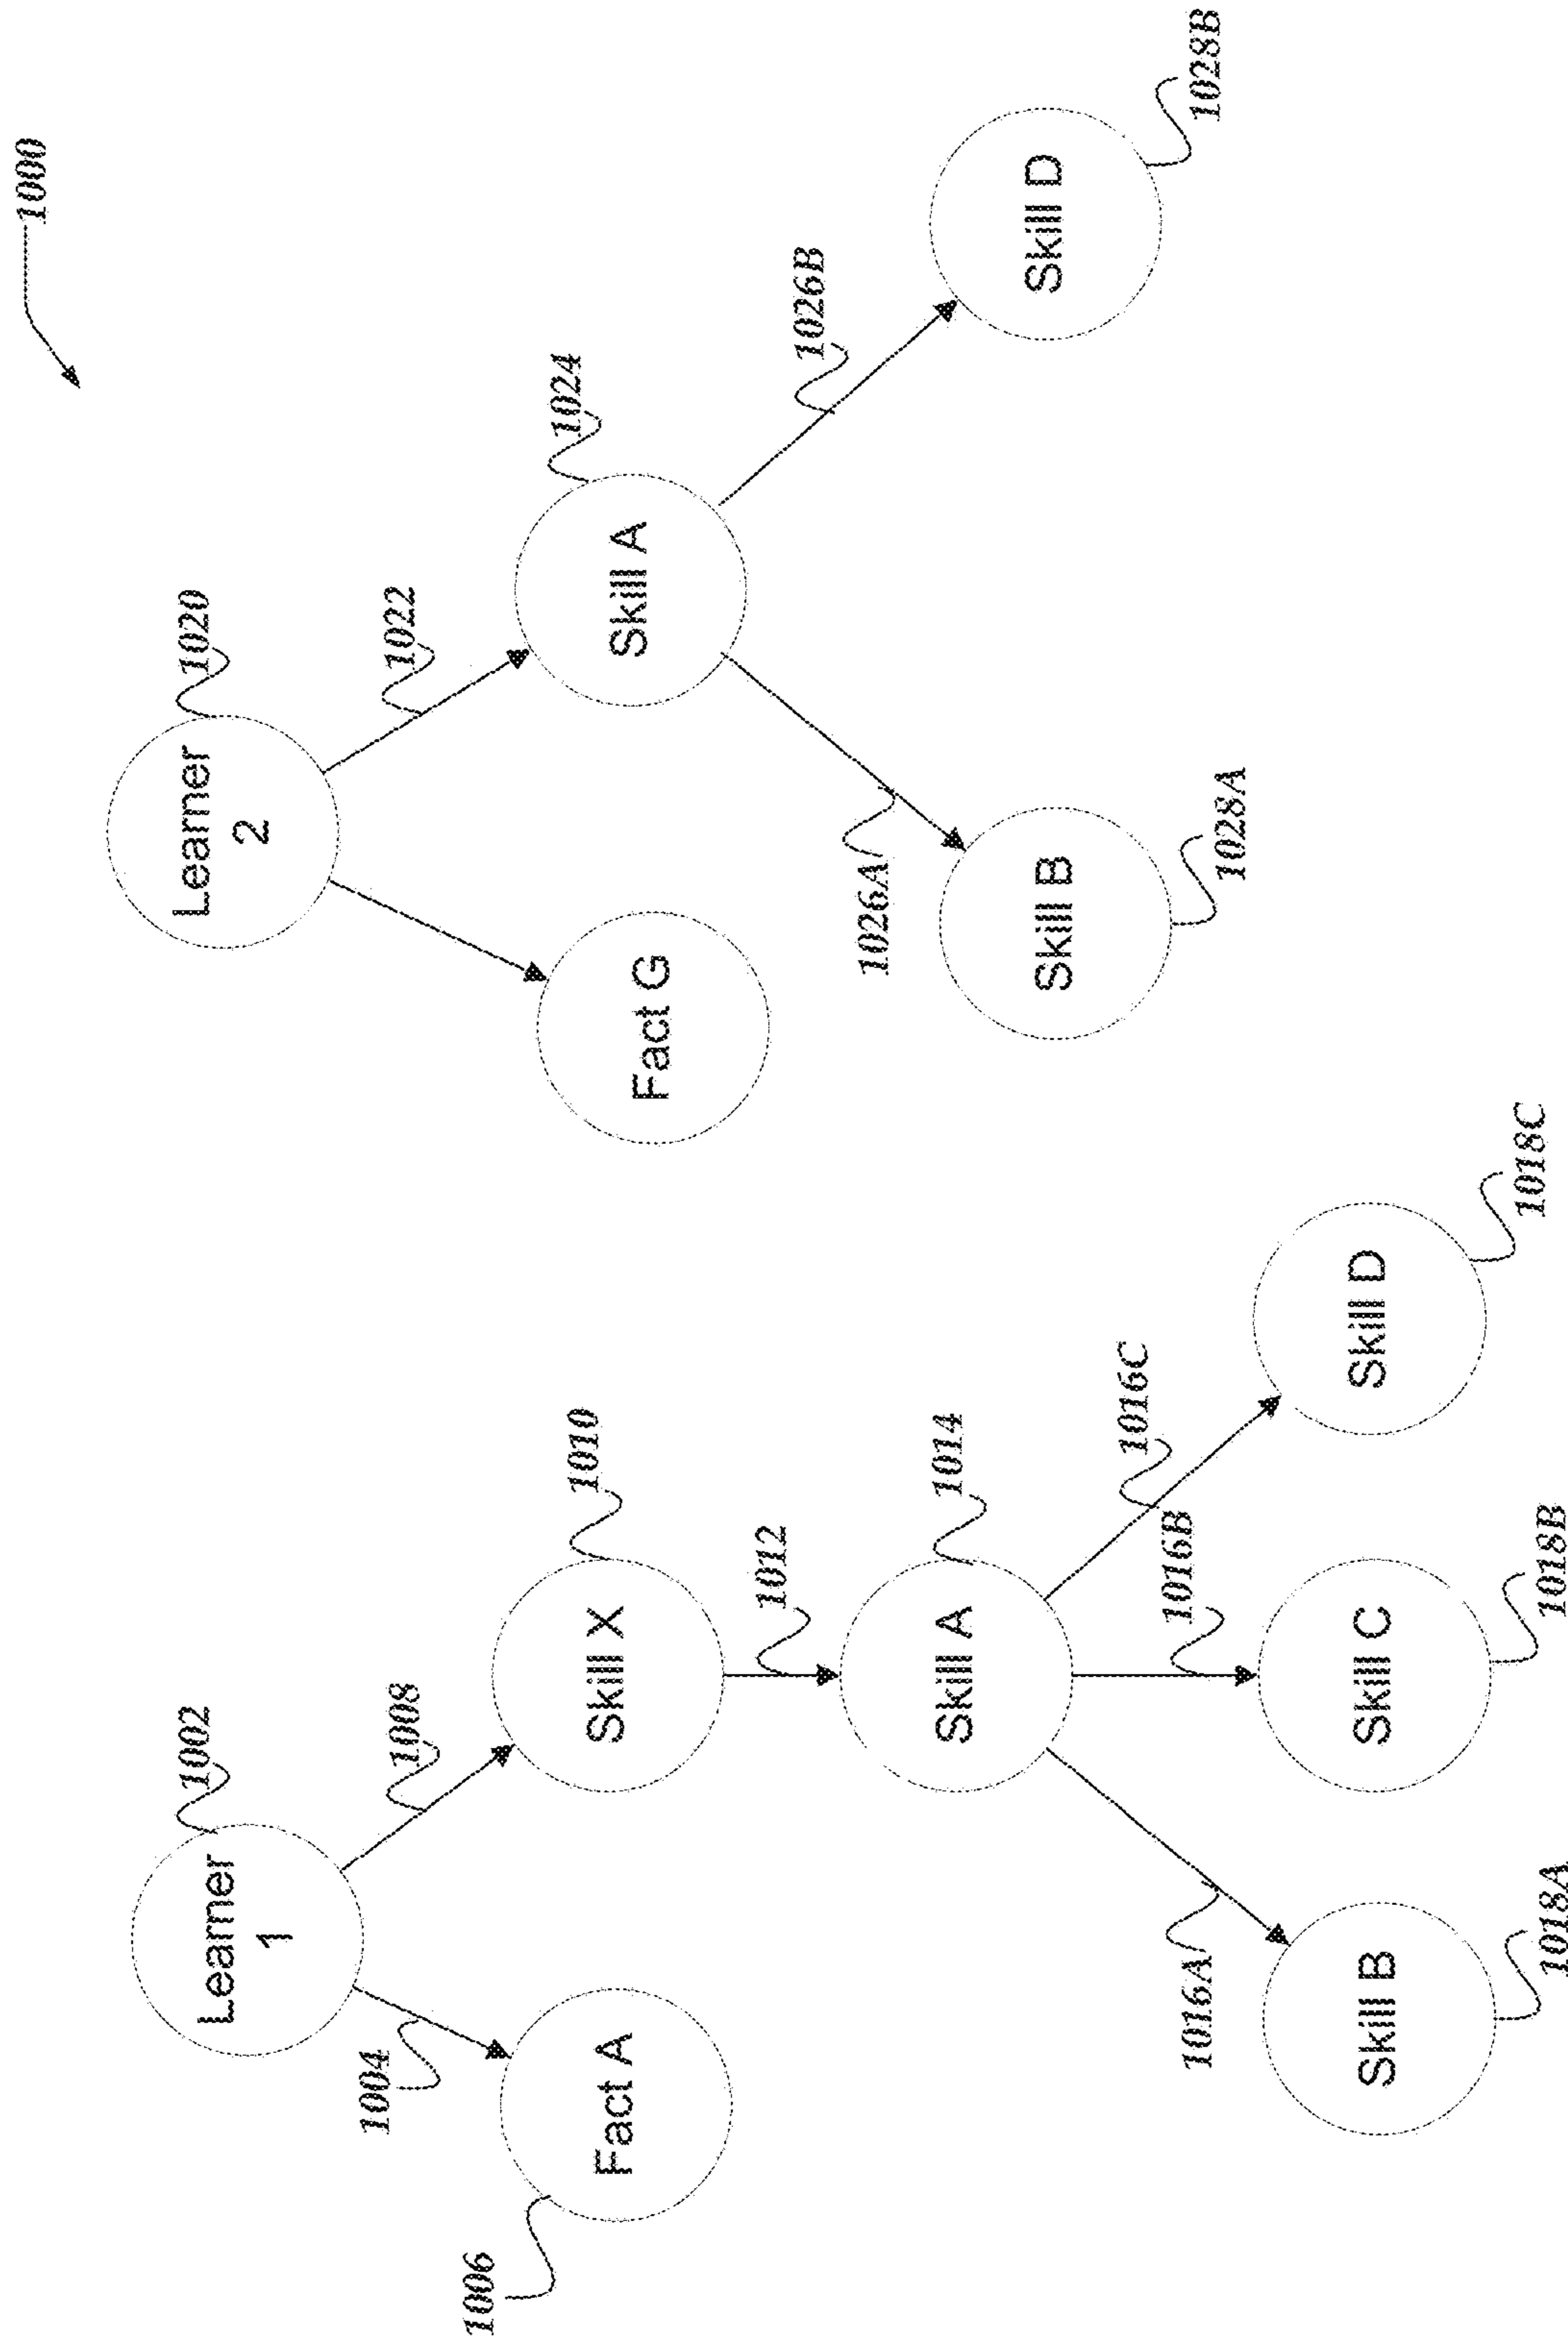 1000
Learner
1
1002
1004
1006
Fact A
1008
Skill X
1010
1012
Skill A
1014
1016A
1016B
1016C
Skill B
1018A
Skill C
1018B
Skill D
1018C
Learner
2
1020
1022
Fact G
Skill A
1024
1026A
1026B
Skill B
1028A
Skill D
1028B